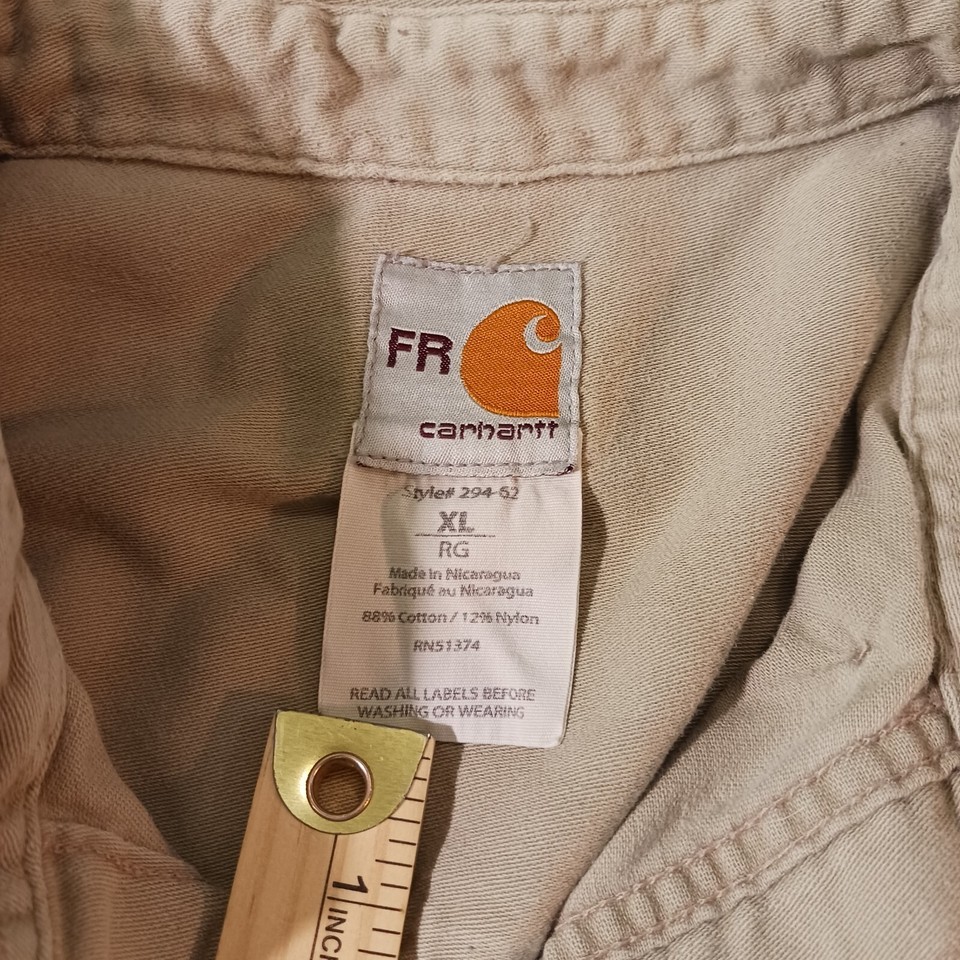 FR
carhartt
Style# 294-62
XL
RG
Made in Nicaragua
Fabriqué au Nicaragua
88% Cotton / 12% Nylon
RN51374
READ ALL LABELS BEFORE
WASHING OR WEARING
1
INCH